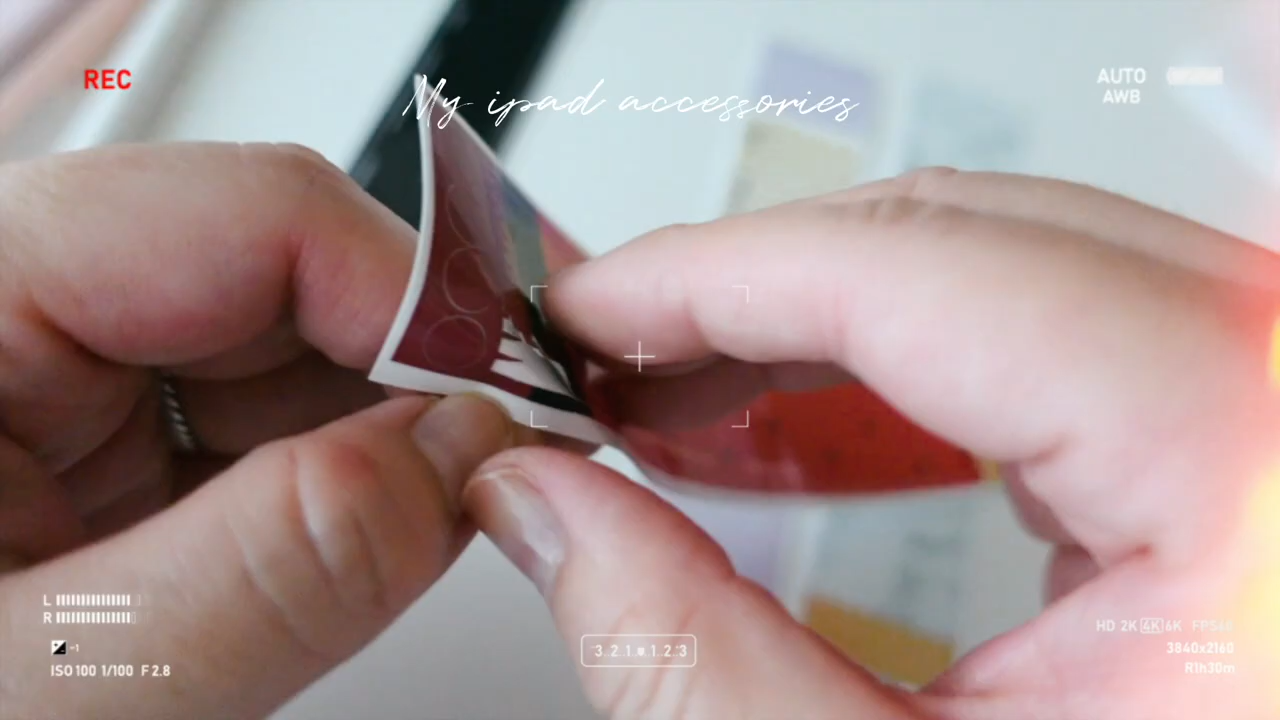 My ipad accessories
REC
AUTO
AWB
L
R
-1
ISO 100 1/100 F 2.8
3.2.1.0.1.2.3
HD 2K 4K 6K FPS
3840x2160
R1h30m